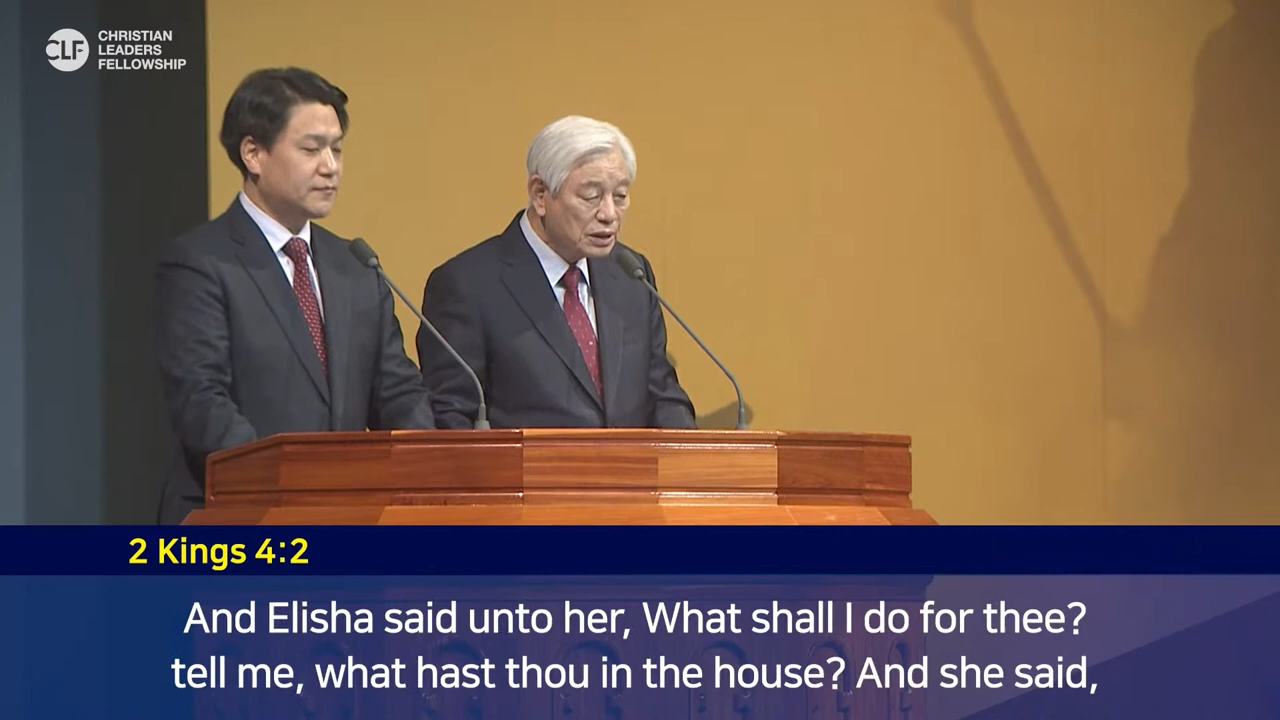 CLF
CHRISTIAN
LEADERS
FELLOWSHIP
2 Kings 4:2
And Elisha said unto her, What shall I do for thee?
tell me, what hast thou in the house? And she said,